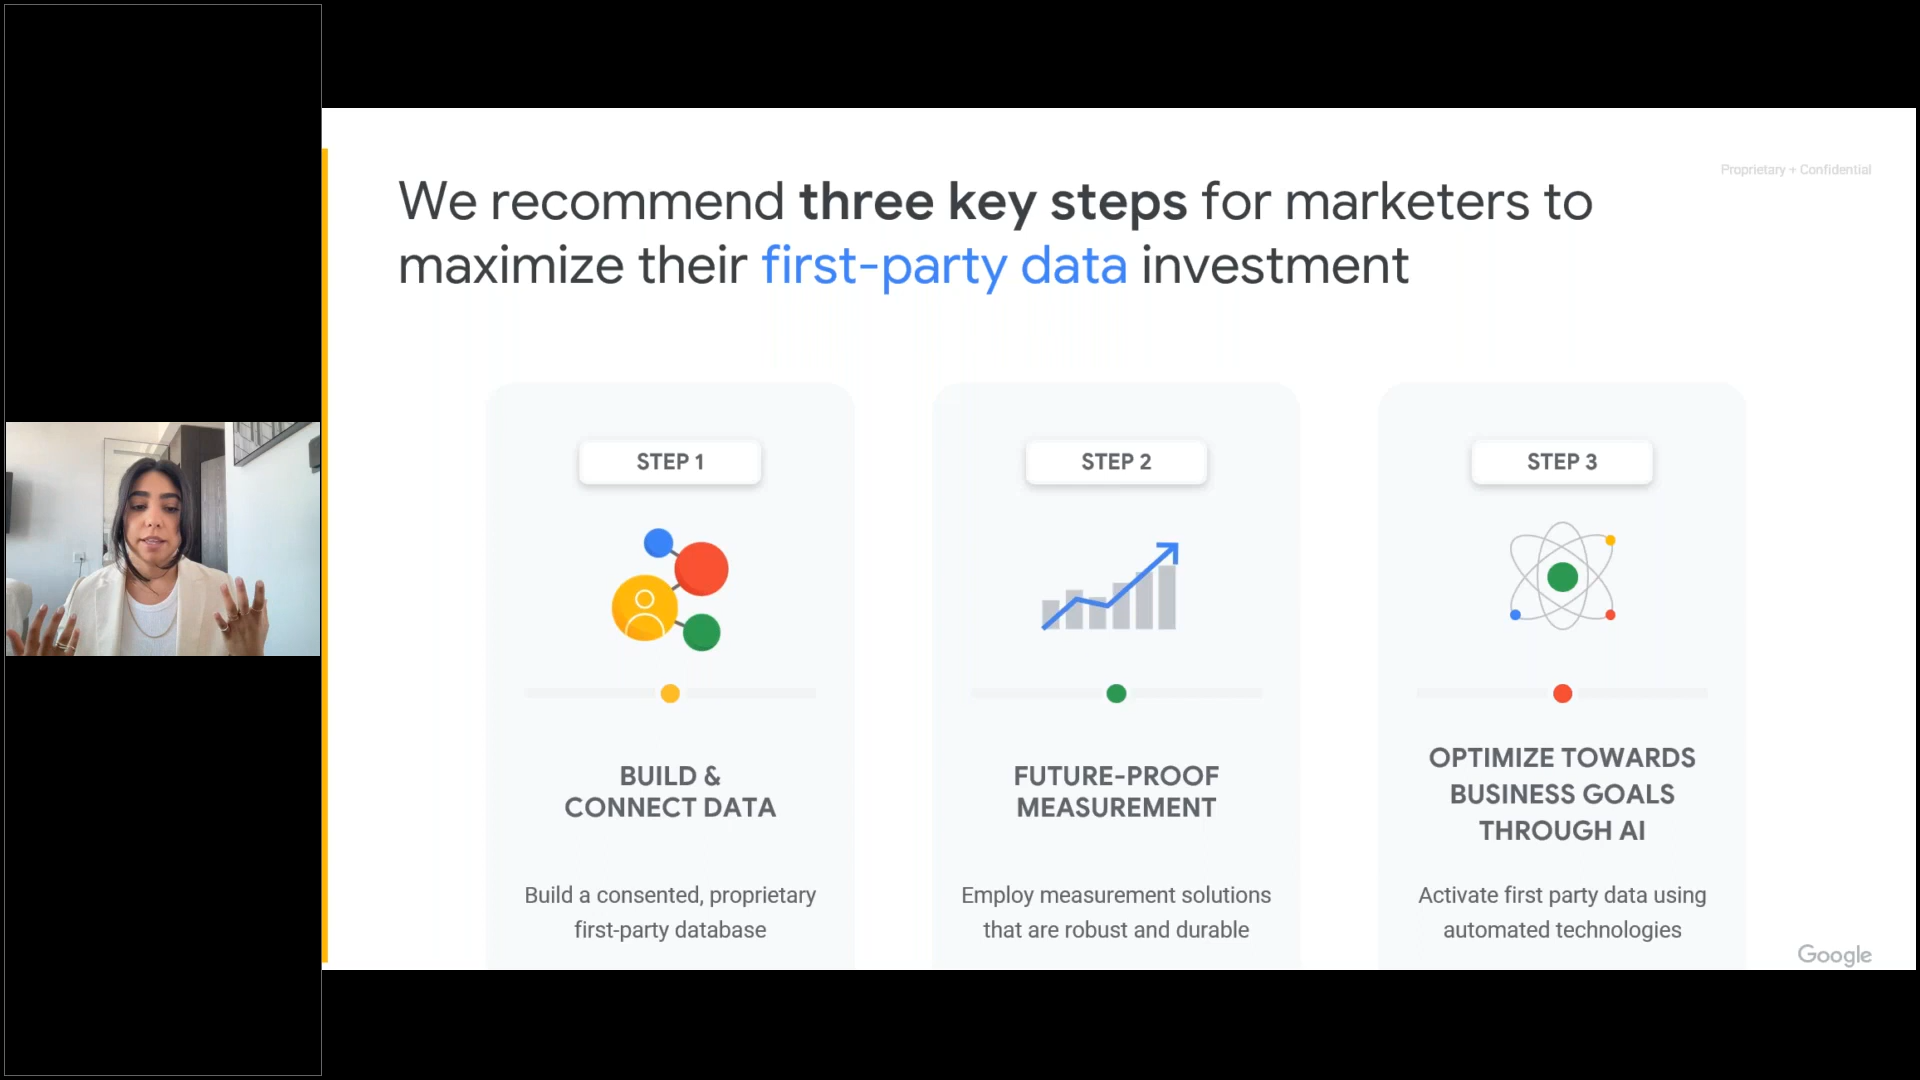 Proprietary + Confidential
We recommend three key steps for marketers to
maximize their first-party data investment
STEP 1
BUILD &
CONNECT DATA
Build a consented, proprietary
first-party database
STEP 2
FUTURE-PROOF
MEASUREMENT
Employ measurement solutions
that are robust and durable
STEP 3
OPTIMIZE TOWARDS
BUSINESS GOALS
THROUGH AI
Activate first party data using
automated technologies
Google